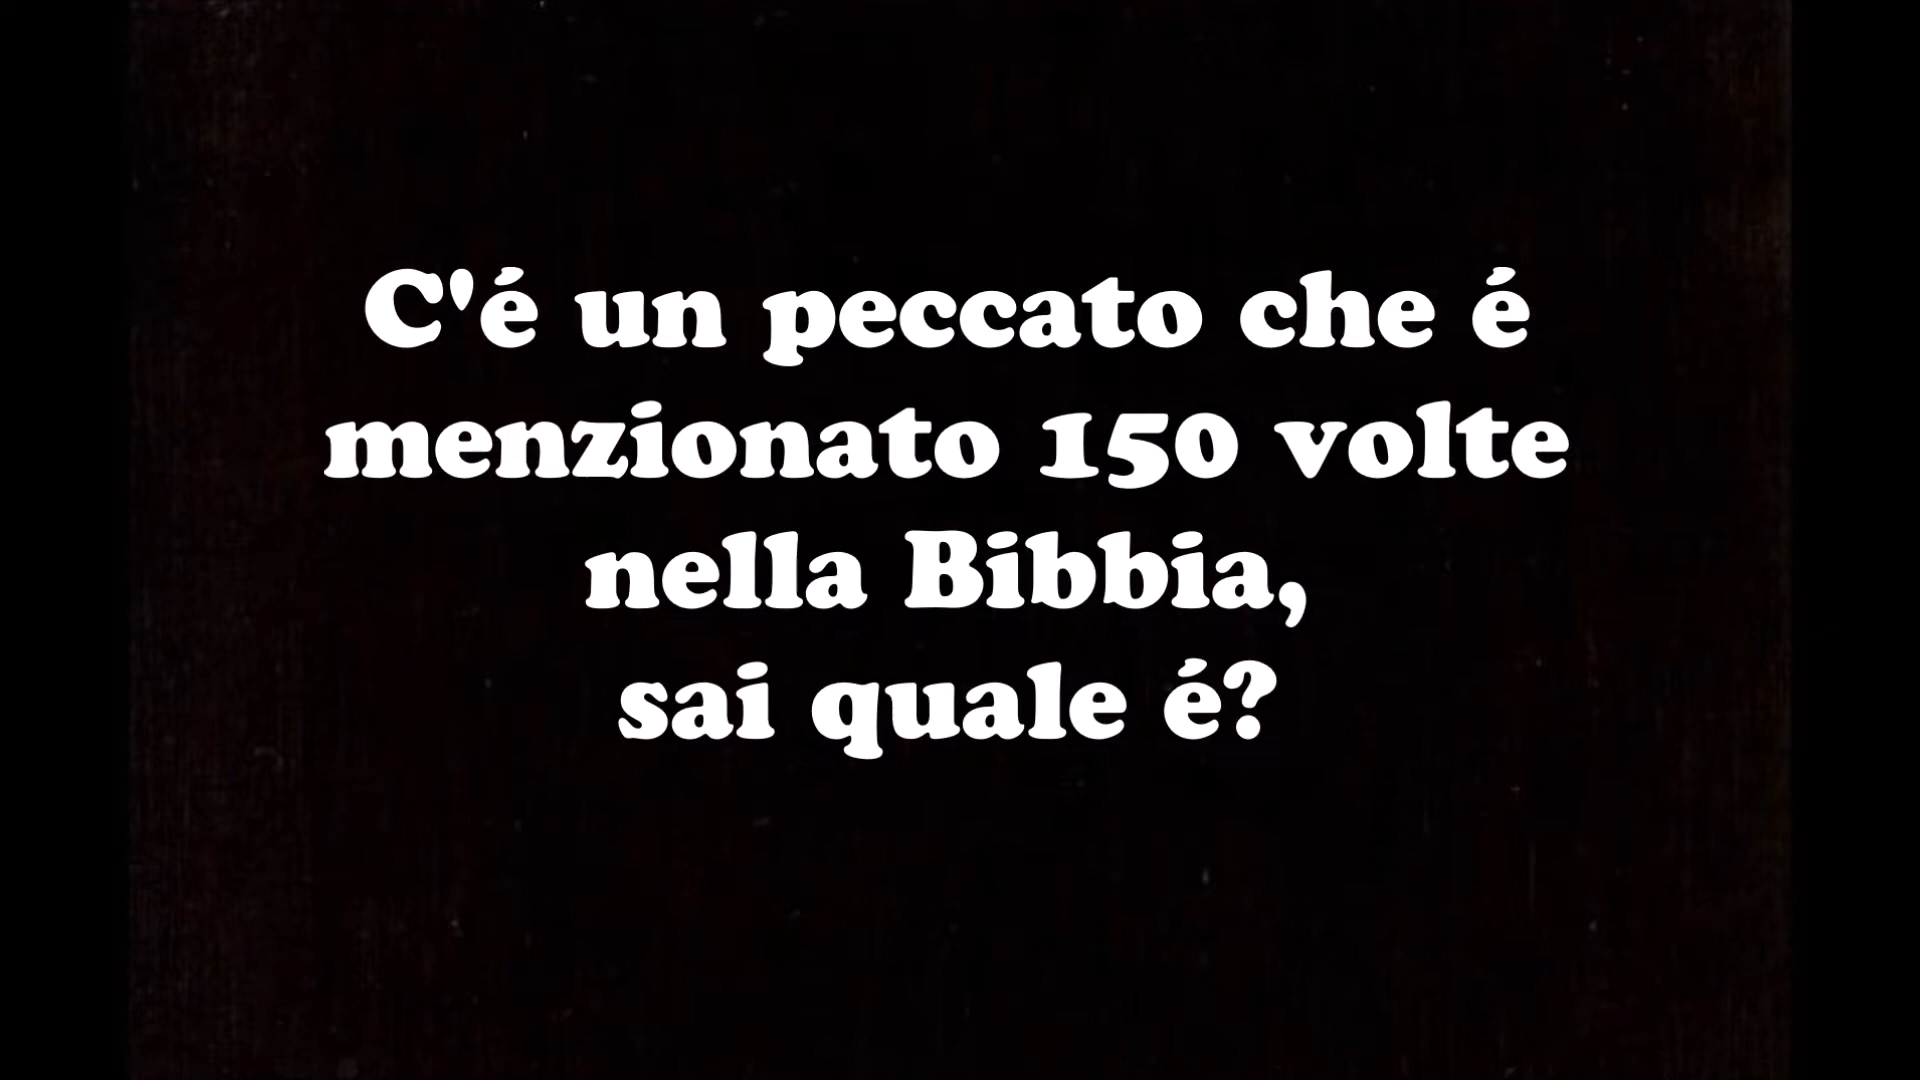 C'é un peccato che é
menzionato 150 volte
nella Bibbia,
sai quale é?